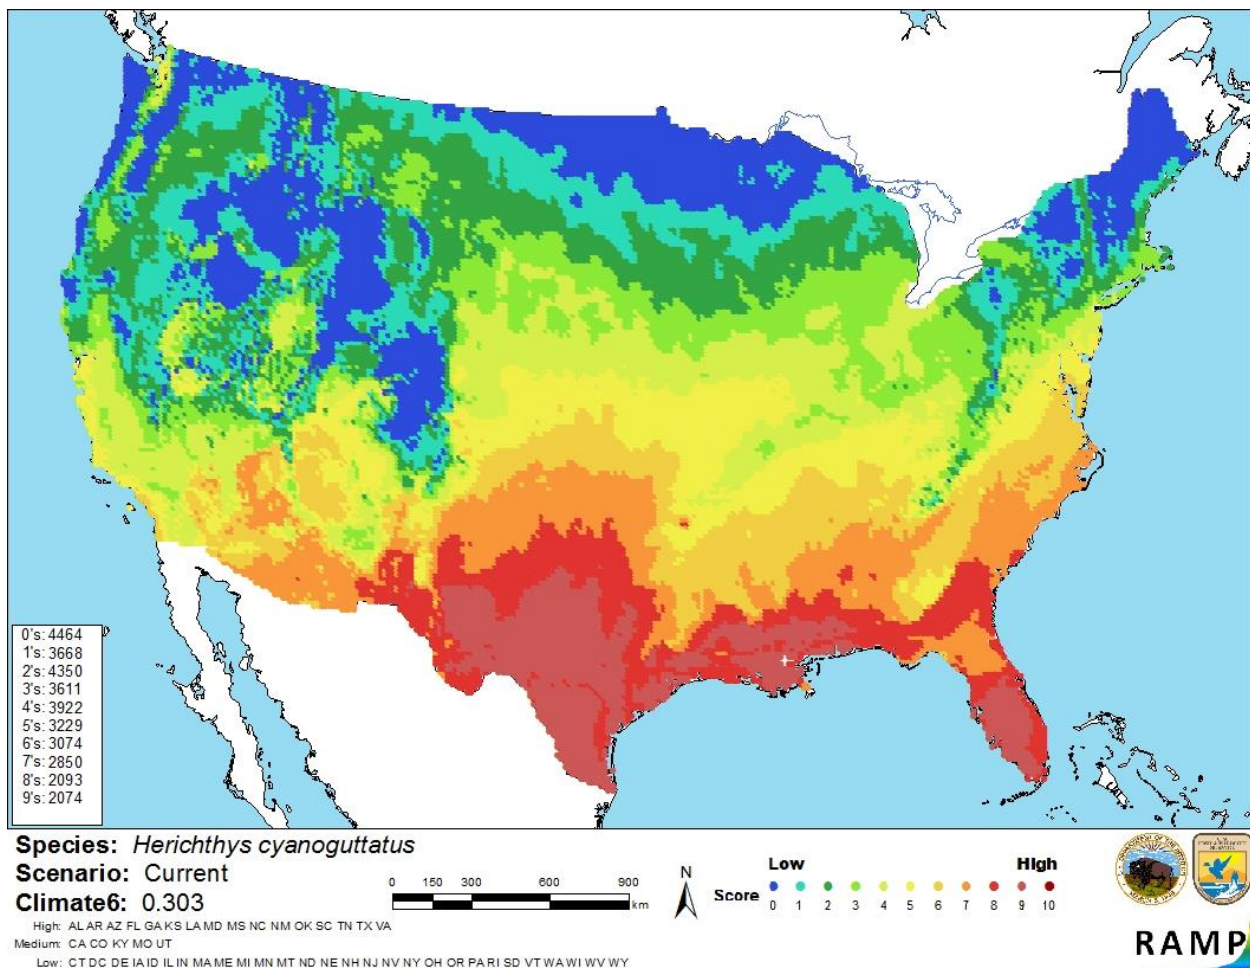 0's: 4464
1's: 3668
2's: 4350
3's: 3611
4's: 3922
5's: 3229
6's: 3074
7's: 2850
8's: 2093
9's: 2074
Species: Herichthys cyanoguttatus
Scenario: Current
Climate6: 0.303
High: AL AR AZ FL GA KS LA MD MS NC NM OK SC TN TX VA
Medium: CA CO KY MO UT
Low: CT DC DE IA ID IL IN MA ME MI MN MT ND NE NH NJ NV NY OH OR PA RI SD VT WA WI WV WY
0 150 300 600 900
km
N
Low High
Score 0 1 2 3 4 5 6 7 8 9 10
RAMP